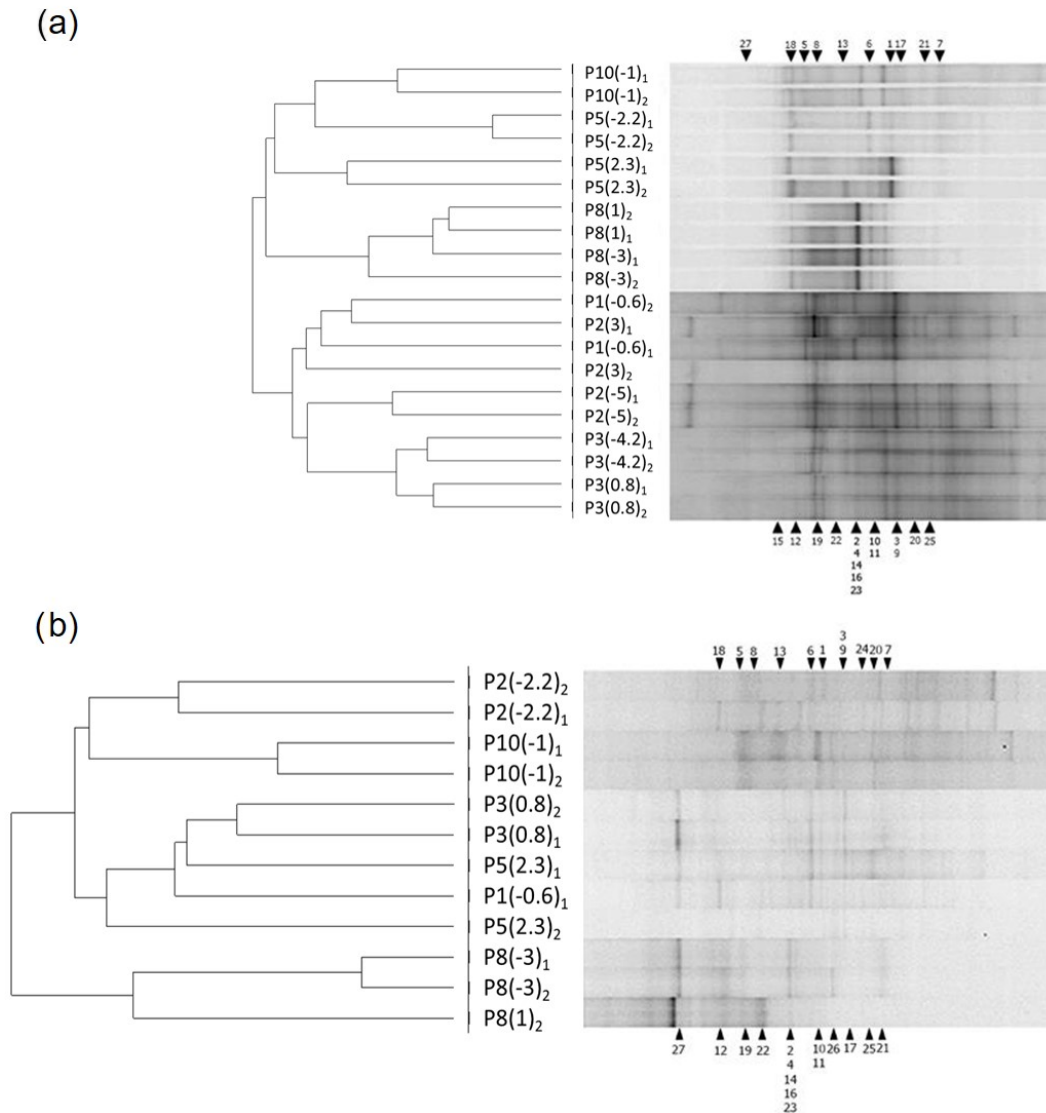 (a)
27 18 5 8 13 6 1 17 21 7
P10(-1)₁
P10(-1)₂
P5(-2.2)₁
P5(-2.2)₂
P5(2.3)₁
P5(2.3)₂
P8(1)₂
P8(1)₁
P8(-3)₁
P8(-3)₂
P1(-0.6)₂
P2(3)₁
P1(-0.6)₁
P2(3)₂
P2(-5)₁
P2(-5)₂
P3(-4.2)₁
P3(-4.2)₂
P3(0.8)₁
P3(0.8)₂
15 12 19 22 2 10 3 20 25
4 11 9
14
16
23
(b)
3
18 5 8 13 6 1 9 24 20 7
P2(-2.2)₂
P2(-2.2)₁
P10(-1)₁
P10(-1)₂
P3(0.8)₂
P3(0.8)₁
P5(2.3)₁
P1(-0.6)₁
P5(2.3)₂
P8(-3)₁
P8(-3)₂
P8(1)₂
27 12 19 22 2 10 26 17 25 21
4 11
14
16
23